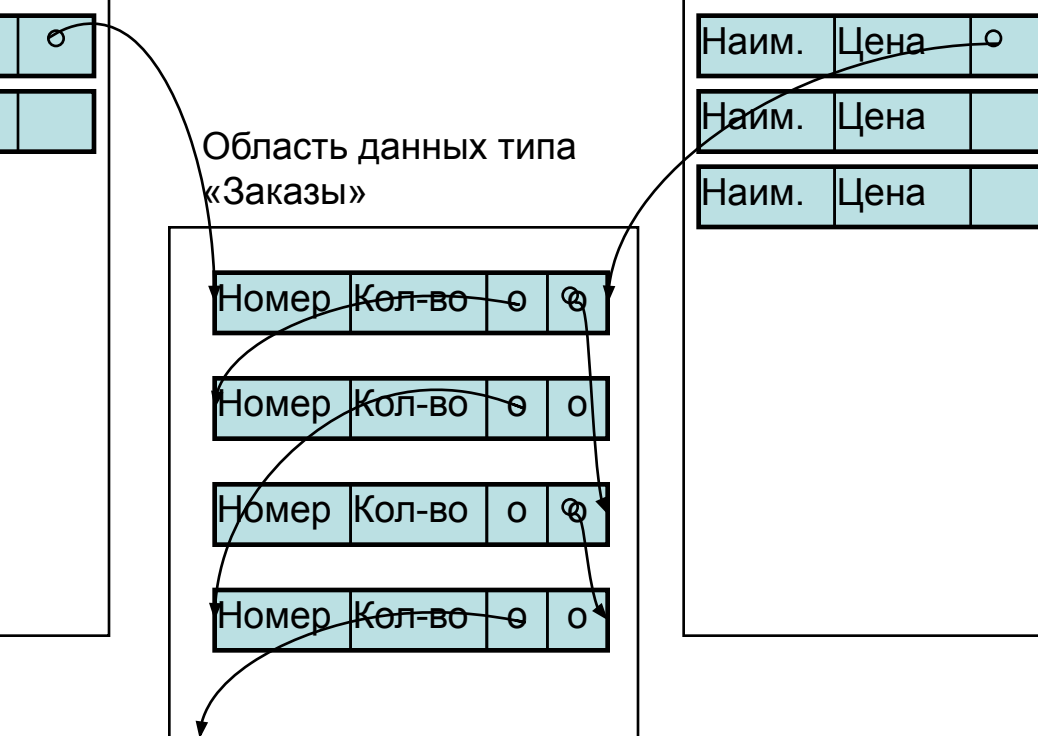 Наим. Цена
Наим. Цена
Наим. Цена
Область данных типа
«Заказы»
Номер Кол-во о о
Номер Кол-во о о
Номер Кол-во о о
Номер Кол-во о о